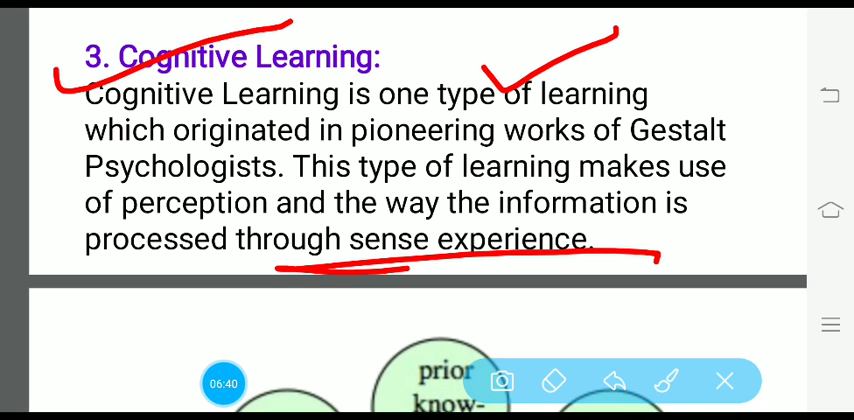 3. Cognitive Learning:
Cognitive Learning is one type of learning
which originated in pioneering works of Gestalt
Psychologists. This type of learning makes use
of perception and the way the information is
processed through sense experience.
06:40
prior
know-